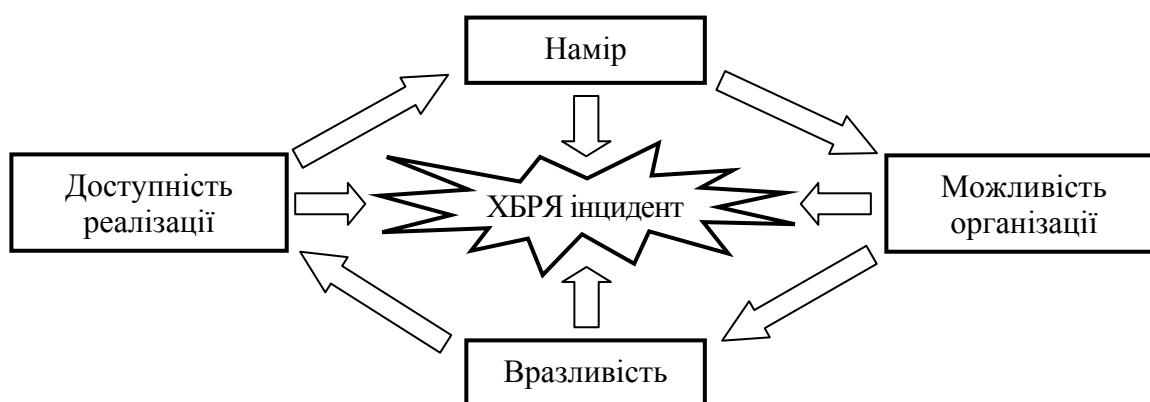 Намір
Доступність
реалізації
ХБРЯ інцидент
Можливість
організації
Вразливість